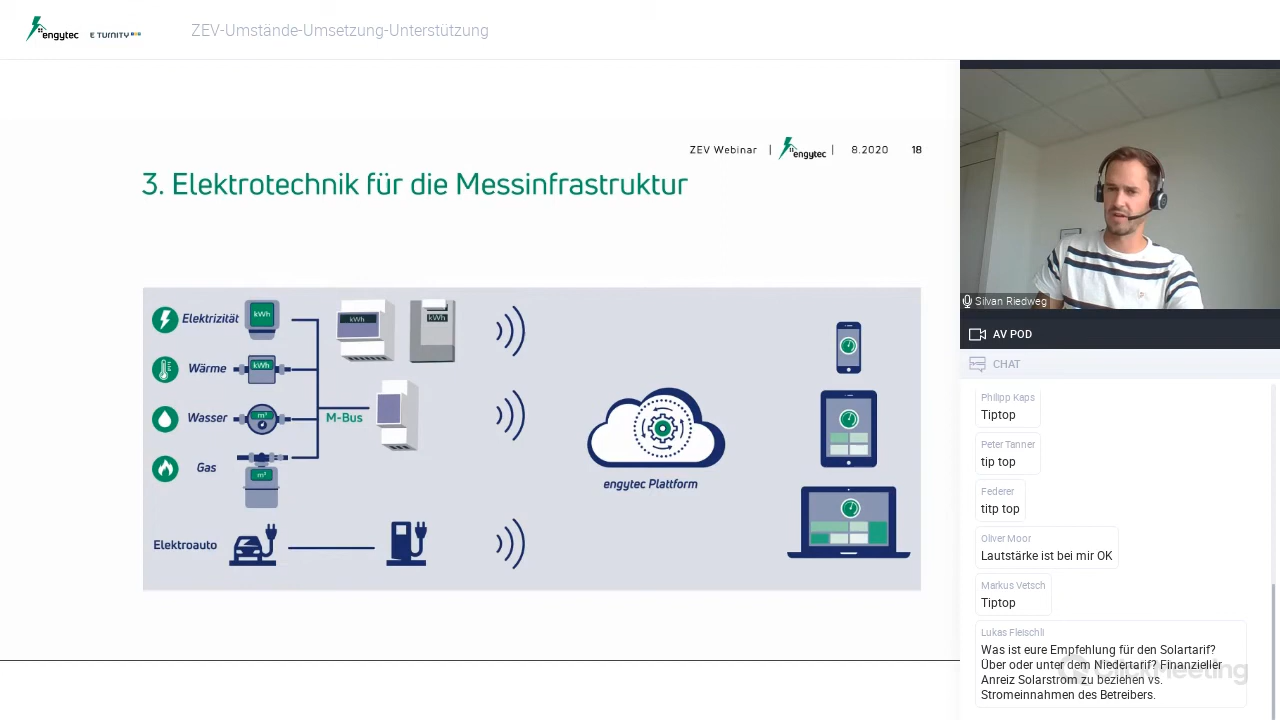 engytec E TURNITY ZEV-Umstände-Umsetzung-Unterstützung
ZEV Webinar | engytec | 8.2020 18
3. Elektrotechnik für die Messinfrastruktur
Elektrizität
kWh
kWh
kWh
Wärme
kWh
Wasser
m³
M-Bus
Gas
m³
engytec Plattform
Elektroauto
Silvan Riedweg
AV POD
CHAT
Philipp Kaps
Tiptop
Peter Tanner
tip top
Federer
titp top
Oliver Moor
Lautstärke ist bei mir OK
Markus Vetsch
Tiptop
Lukas Fleischli
Was ist eure Empfehlung für den Solartarif?
Über oder unter dem Niedertarif? Finanzieller
Anreiz Solarstrom zu beziehen vs.
Stromeinnahmen des Betreibers.
ClickMeeting